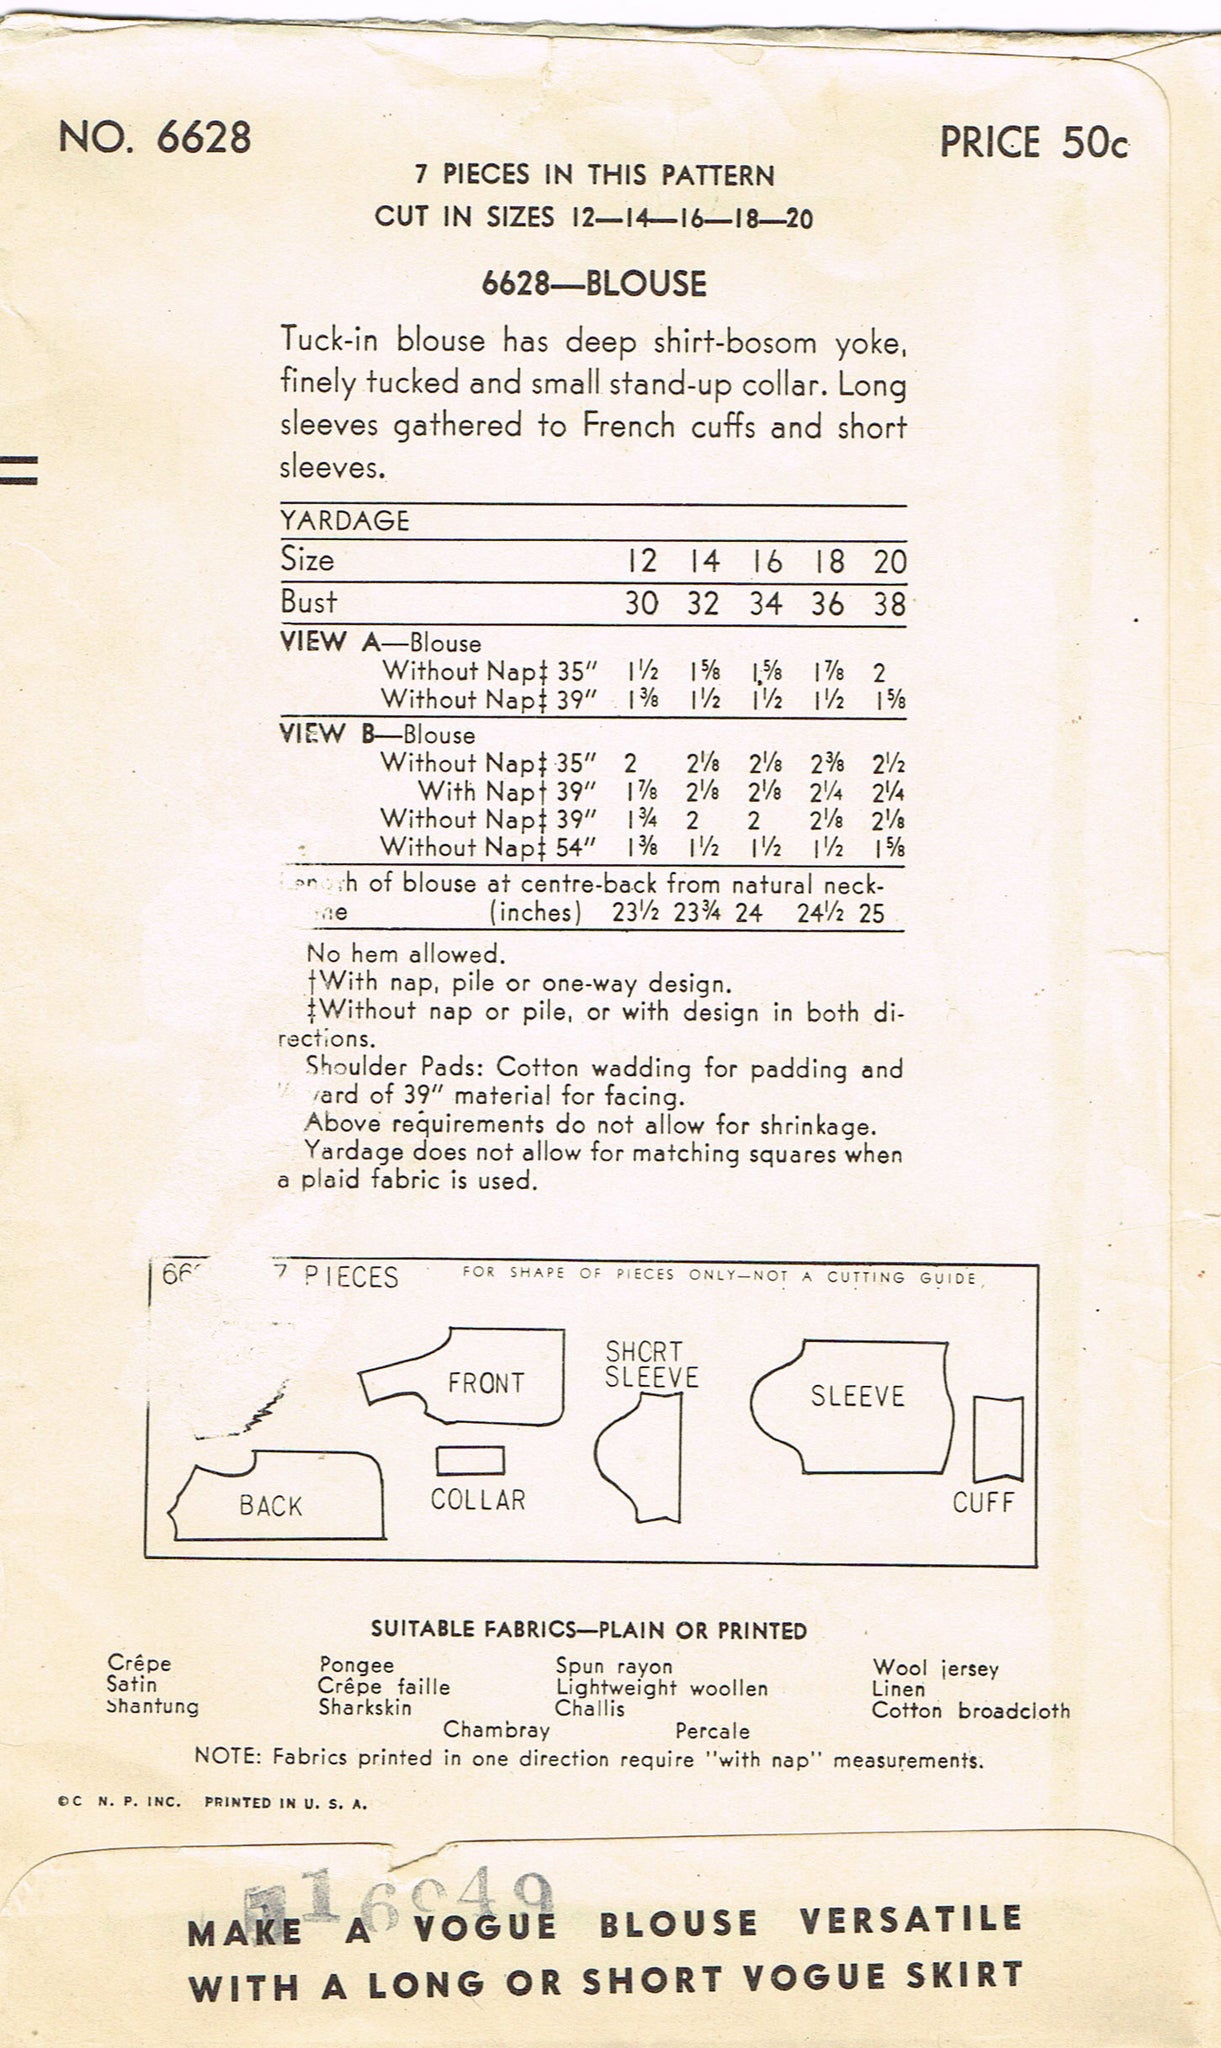 NO. 6628
PRICE 50c
7 PIECES IN THIS PATTERN
CUT IN SIZES 12—14—16—18—20
6628—BLOUSE
Tuck-in blouse has deep shirt-bosom yoke,
finely tucked and small stand-up collar. Long
sleeves gathered to French cuffs and short
sleeves.
YARDAGE
Size 12 14 16 18 20
Bust 30 32 34 36 38
VIEW A—Blouse
Without Nap‡ 35" 1½ 1⅝ 1⅝ 1⅞ 2
Without Nap‡ 39" 1⅜ 1½ 1½ 1½ 1⅝
VIEW B—Blouse
Without Nap‡ 35" 2 2⅛ 2⅛ 2⅜ 2½
With Nap† 39" 1⅞ 2⅛ 2⅛ 2¼ 2¼
Without Nap‡ 39" 1¾ 2 2 2⅛ 2⅛
Without Nap‡ 54" 1⅜ 1½ 1½ 1½ 1⅝
Length of blouse at centre-back from natural neck-
(inches) 23½ 23¾ 24 24½ 25
No hem allowed.
†With nap, pile or one-way design.
‡Without nap or pile, or with design in both di-
rections.
Shoulder Pads: Cotton wadding for padding and
yard of 39" material for facing.
Above requirements do not allow for shrinkage.
Yardage does not allow for matching squares when
a plaid fabric is used.
7 PIECES FOR SHAPE OF PIECES ONLY—NOT A CUTTING GUIDE
FRONT
SHORT
SLEEVE
SLEEVE
BACK
COLLAR
CUFF
SUITABLE FABRICS—PLAIN OR PRINTED
Crêpe Pongee Spun rayon Wool jersey
Satin Crêpe faille Lightweight woollen Linen
Shantung Sharkskin Challis Cotton broadcloth
Chambray Percale
NOTE: Fabrics printed in one direction require "with nap" measurements.
©C N. P. INC. PRINTED IN U. S. A.
MAKE A VOGUE BLOUSE VERSATILE
WITH A LONG OR SHORT VOGUE SKIRT